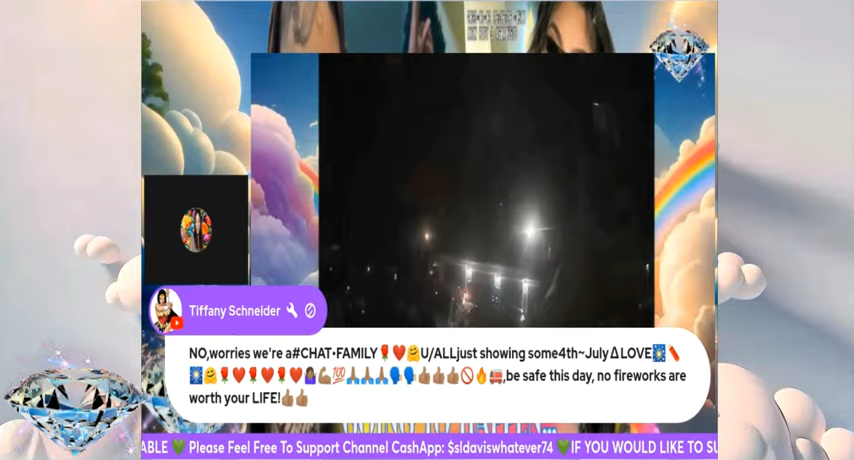 Tiffany Schneider
NO,worries we're a#CHAT•FAMILY🌹❤️🤗U/ALLjust showing some4th~July∆LOVE🎆🧨
🎆🤗🌹❤️🌹❤️🌹❤️🤷🏾‍♀️💪🏾💯🙏🏾🙏🏾🙏🏾🗣️🗣️👍🏾👍🏾👍🏾🚫🔥🚒,be safe this day, no fireworks are
worth your LIFE!👍🏾👍🏾
ABLE 💚 Please Feel Free To Support Channel CashApp: $sldaviswhatever74 💚IF YOU WOULD LIKE TO SU